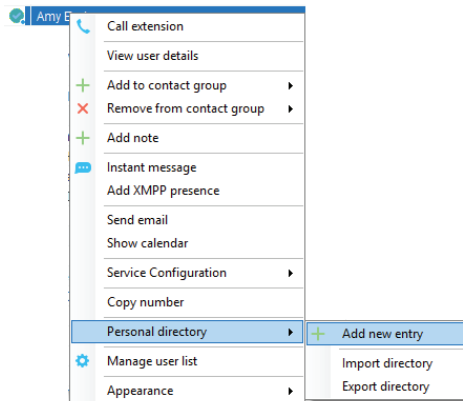 Amy
Call extension
View user details
Add to contact group
Remove from contact group
Add note
Instant message
Add XMPP presence
Send email
Show calendar
Service Configuration
Copy number
Personal directory
Add new entry
Manage user list
Import directory
Export directory
Appearance